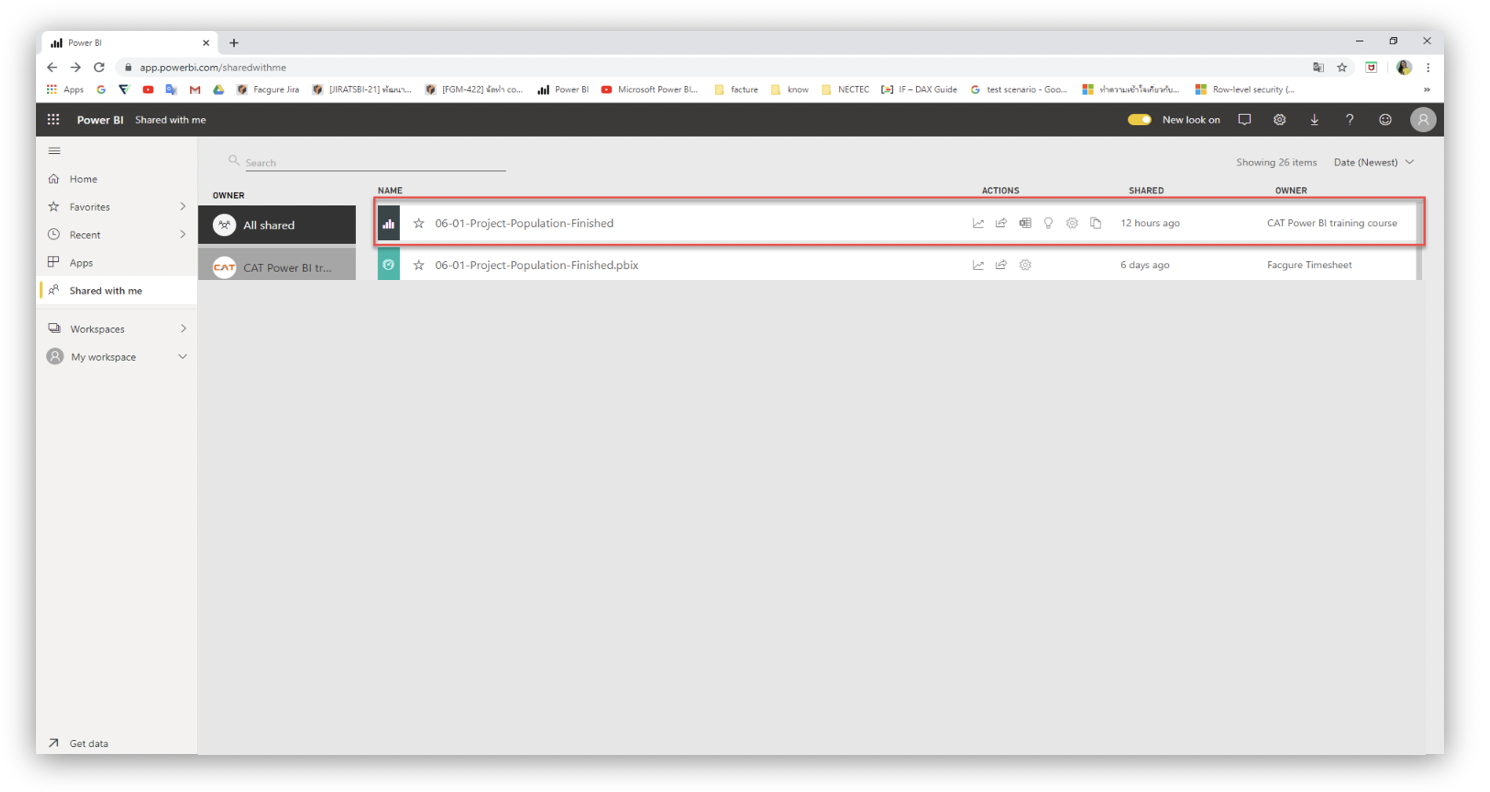 Power BI
app.powerbi.com/sharedwithme
Apps Facgure Jira [JIRATSBI-21] พัฒนา... [FGM-422] จัดทำ co... Power BI Microsoft Power BI... facture know NECTEC IF – DAX Guide test scenario - Goo... ทำความเข้าใจเกี่ยวกับ... Row-level security (...
Power BI Shared with me New look on
Search Showing 26 items Date (Newest)
Home
Favorites
Recent
Apps
Shared with me
Workspaces
My workspace
Get data
OWNER
All shared
CAT CAT Power BI tr...
NAME ACTIONS SHARED OWNER
06-01-Project-Population-Finished 12 hours ago CAT Power BI training course
06-01-Project-Population-Finished.pbix 6 days ago Facgure Timesheet